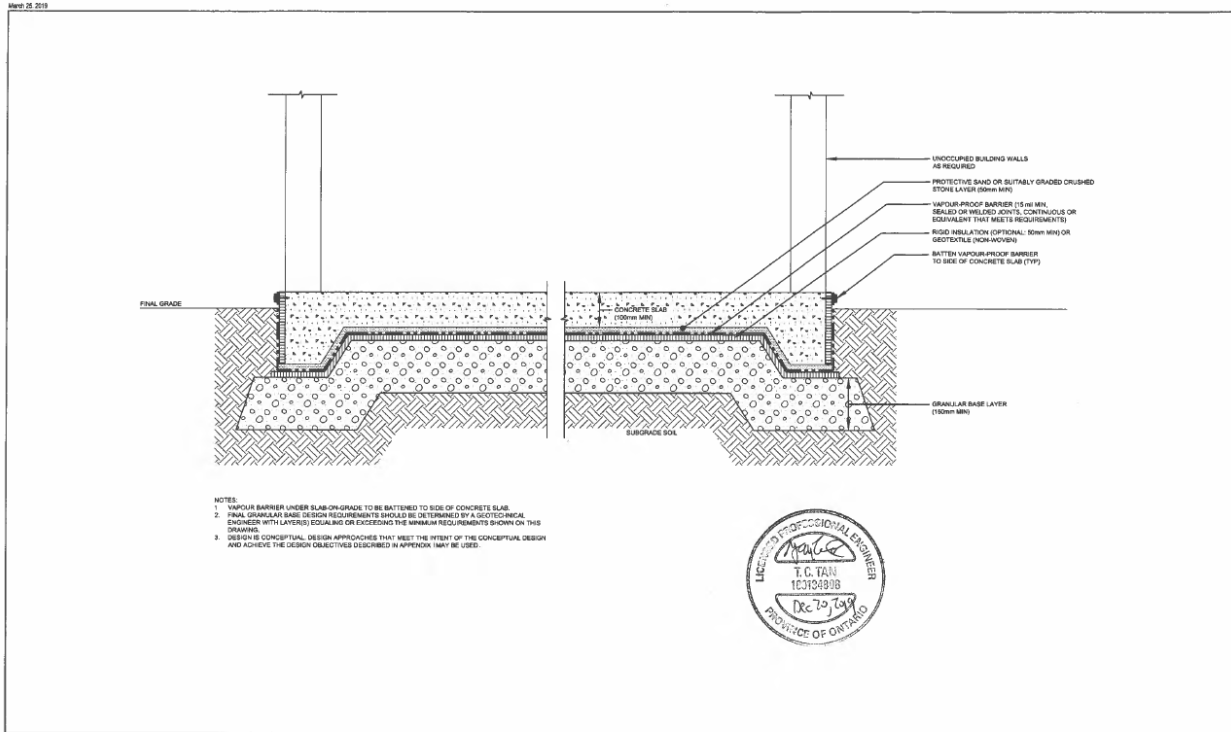 March 25, 2019
UNOCCUPIED BUILDING WALLS
AS REQUIRED
PROTECTIVE SAND OR SUITABLY GRADED CRUSHED
STONE LAYER (50mm MIN)
VAPOUR-PROOF BARRIER (15 mil MIN,
SEALED OR WELDED JOINTS, CONTINUOUS OR
EQUIVALENT THAT MEETS REQUIREMENTS)
RIGID INSULATION (OPTIONAL: 50mm MIN) OR
GEOTEXTILE (NON-WOVEN)
BATTEN VAPOUR-PROOF BARRIER
TO SIDE OF CONCRETE SLAB (TYP)
FINAL GRADE
CONCRETE SLAB
(100mm MIN)
GRANULAR BASE LAYER
(150mm MIN)
SUBGRADE SOIL
NOTES:
1 VAPOUR BARRIER UNDER SLAB-ON-GRADE TO BE BATTENED TO SIDE OF CONCRETE SLAB.
2. FINAL GRANULAR BASE DESIGN REQUIREMENTS SHOULD BE DETERMINED BY A GEOTECHNICAL
ENGINEER WITH LAYER(S) EQUALING OR EXCEEDING THE MINIMUM REQUIREMENTS SHOWN ON THIS
DRAWING.
3. DESIGN IS CONCEPTUAL. DESIGN APPROACHES THAT MEET THE INTENT OF THE CONCEPTUAL DESIGN
AND ACHIEVE THE DESIGN OBJECTIVES DESCRIBED IN APPENDIX 1MAY BE USED.
LICENSED PROFESSIONAL ENGINEER
T. C. TAN
Dec 20, 2019
PROVINCE OF ONTARIO